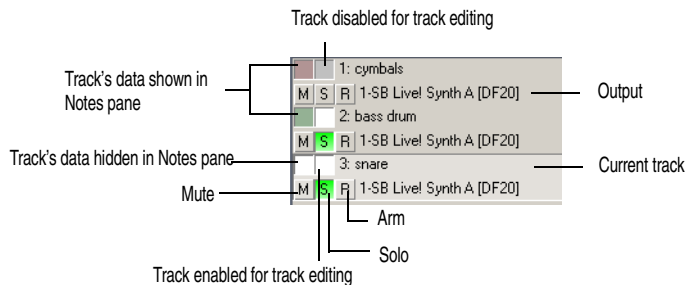 Track disabled for track editing
1: cymbals
Track's data shown in
Notes pane
M S R 1-SB Live! Synth A [DF20]
Output
2: bass drum
M S R 1-SB Live! Synth A [DF20]
Track's data hidden in Notes pane
3: snare
Current track
Mute
M S R 1-SB Live! Synth A [DF20]
Arm
Solo
Track enabled for track editing